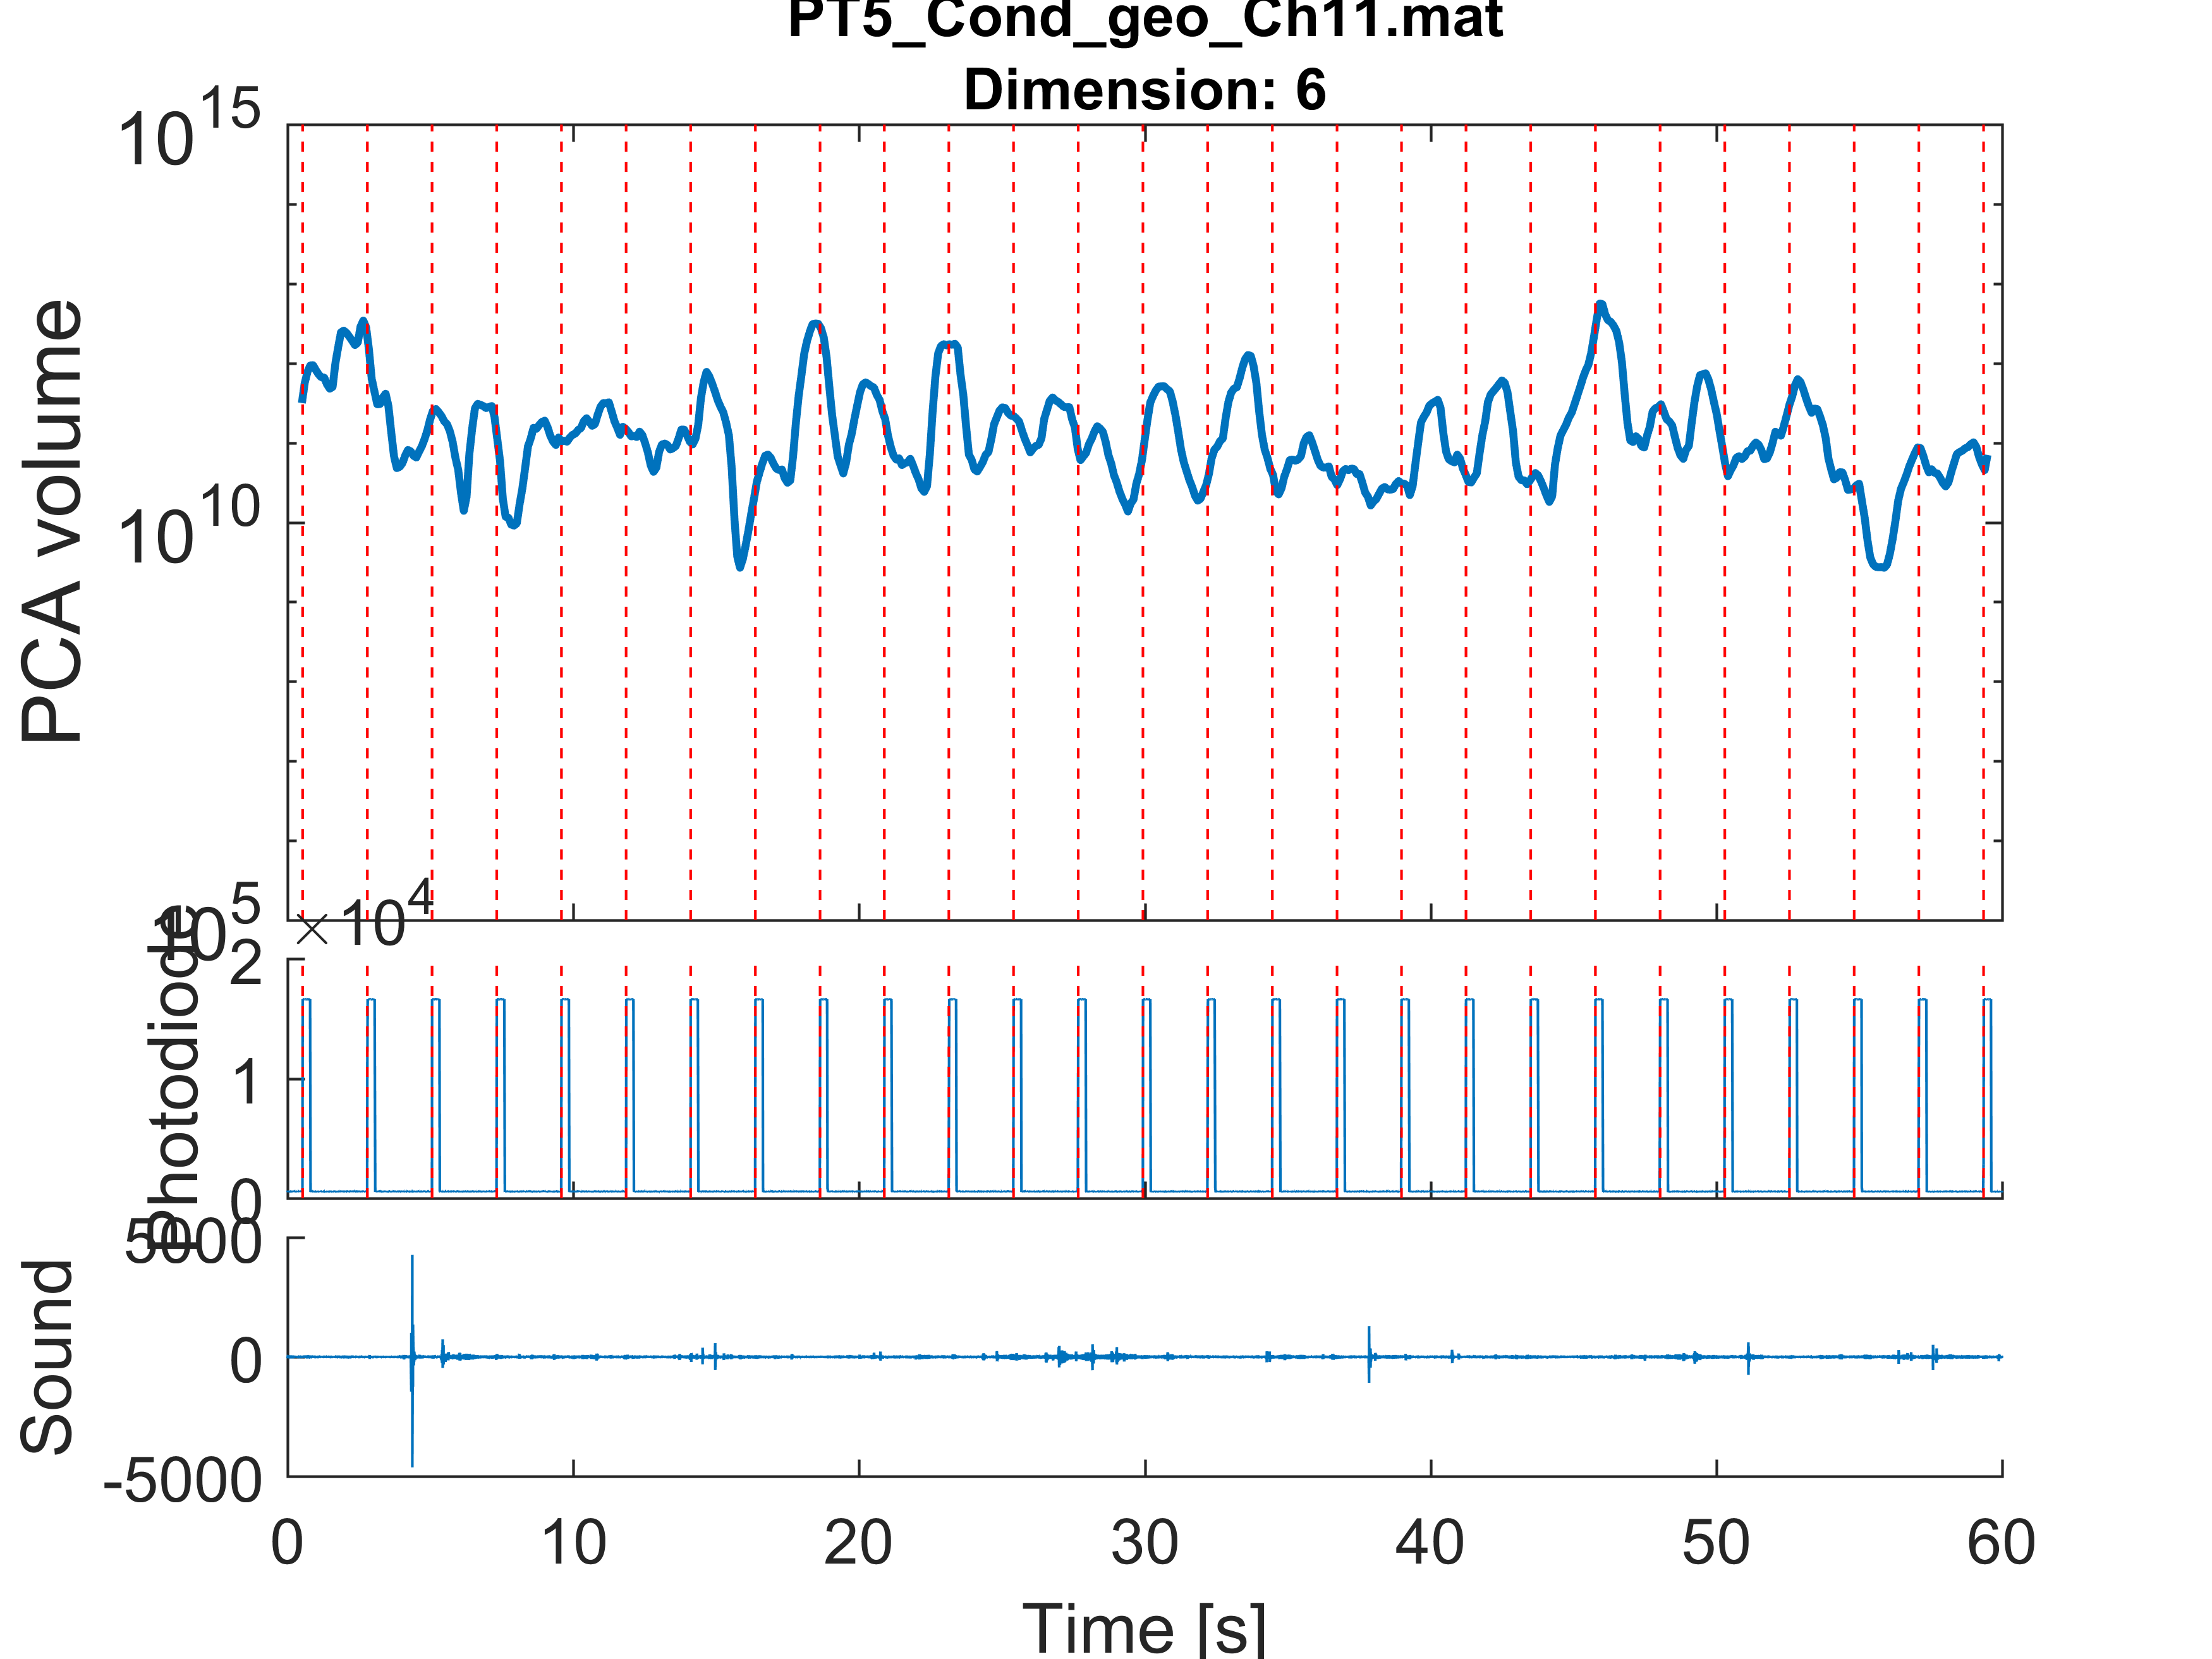 PT5_Cond_geo_Ch11.mat
Dimension: 6
10^15
10^10
10^5
PCA volume
×10^4
2
1
0
Photodiode
5000
0
-5000
Sound
0 10 20 30 40 50 60
Time [s]